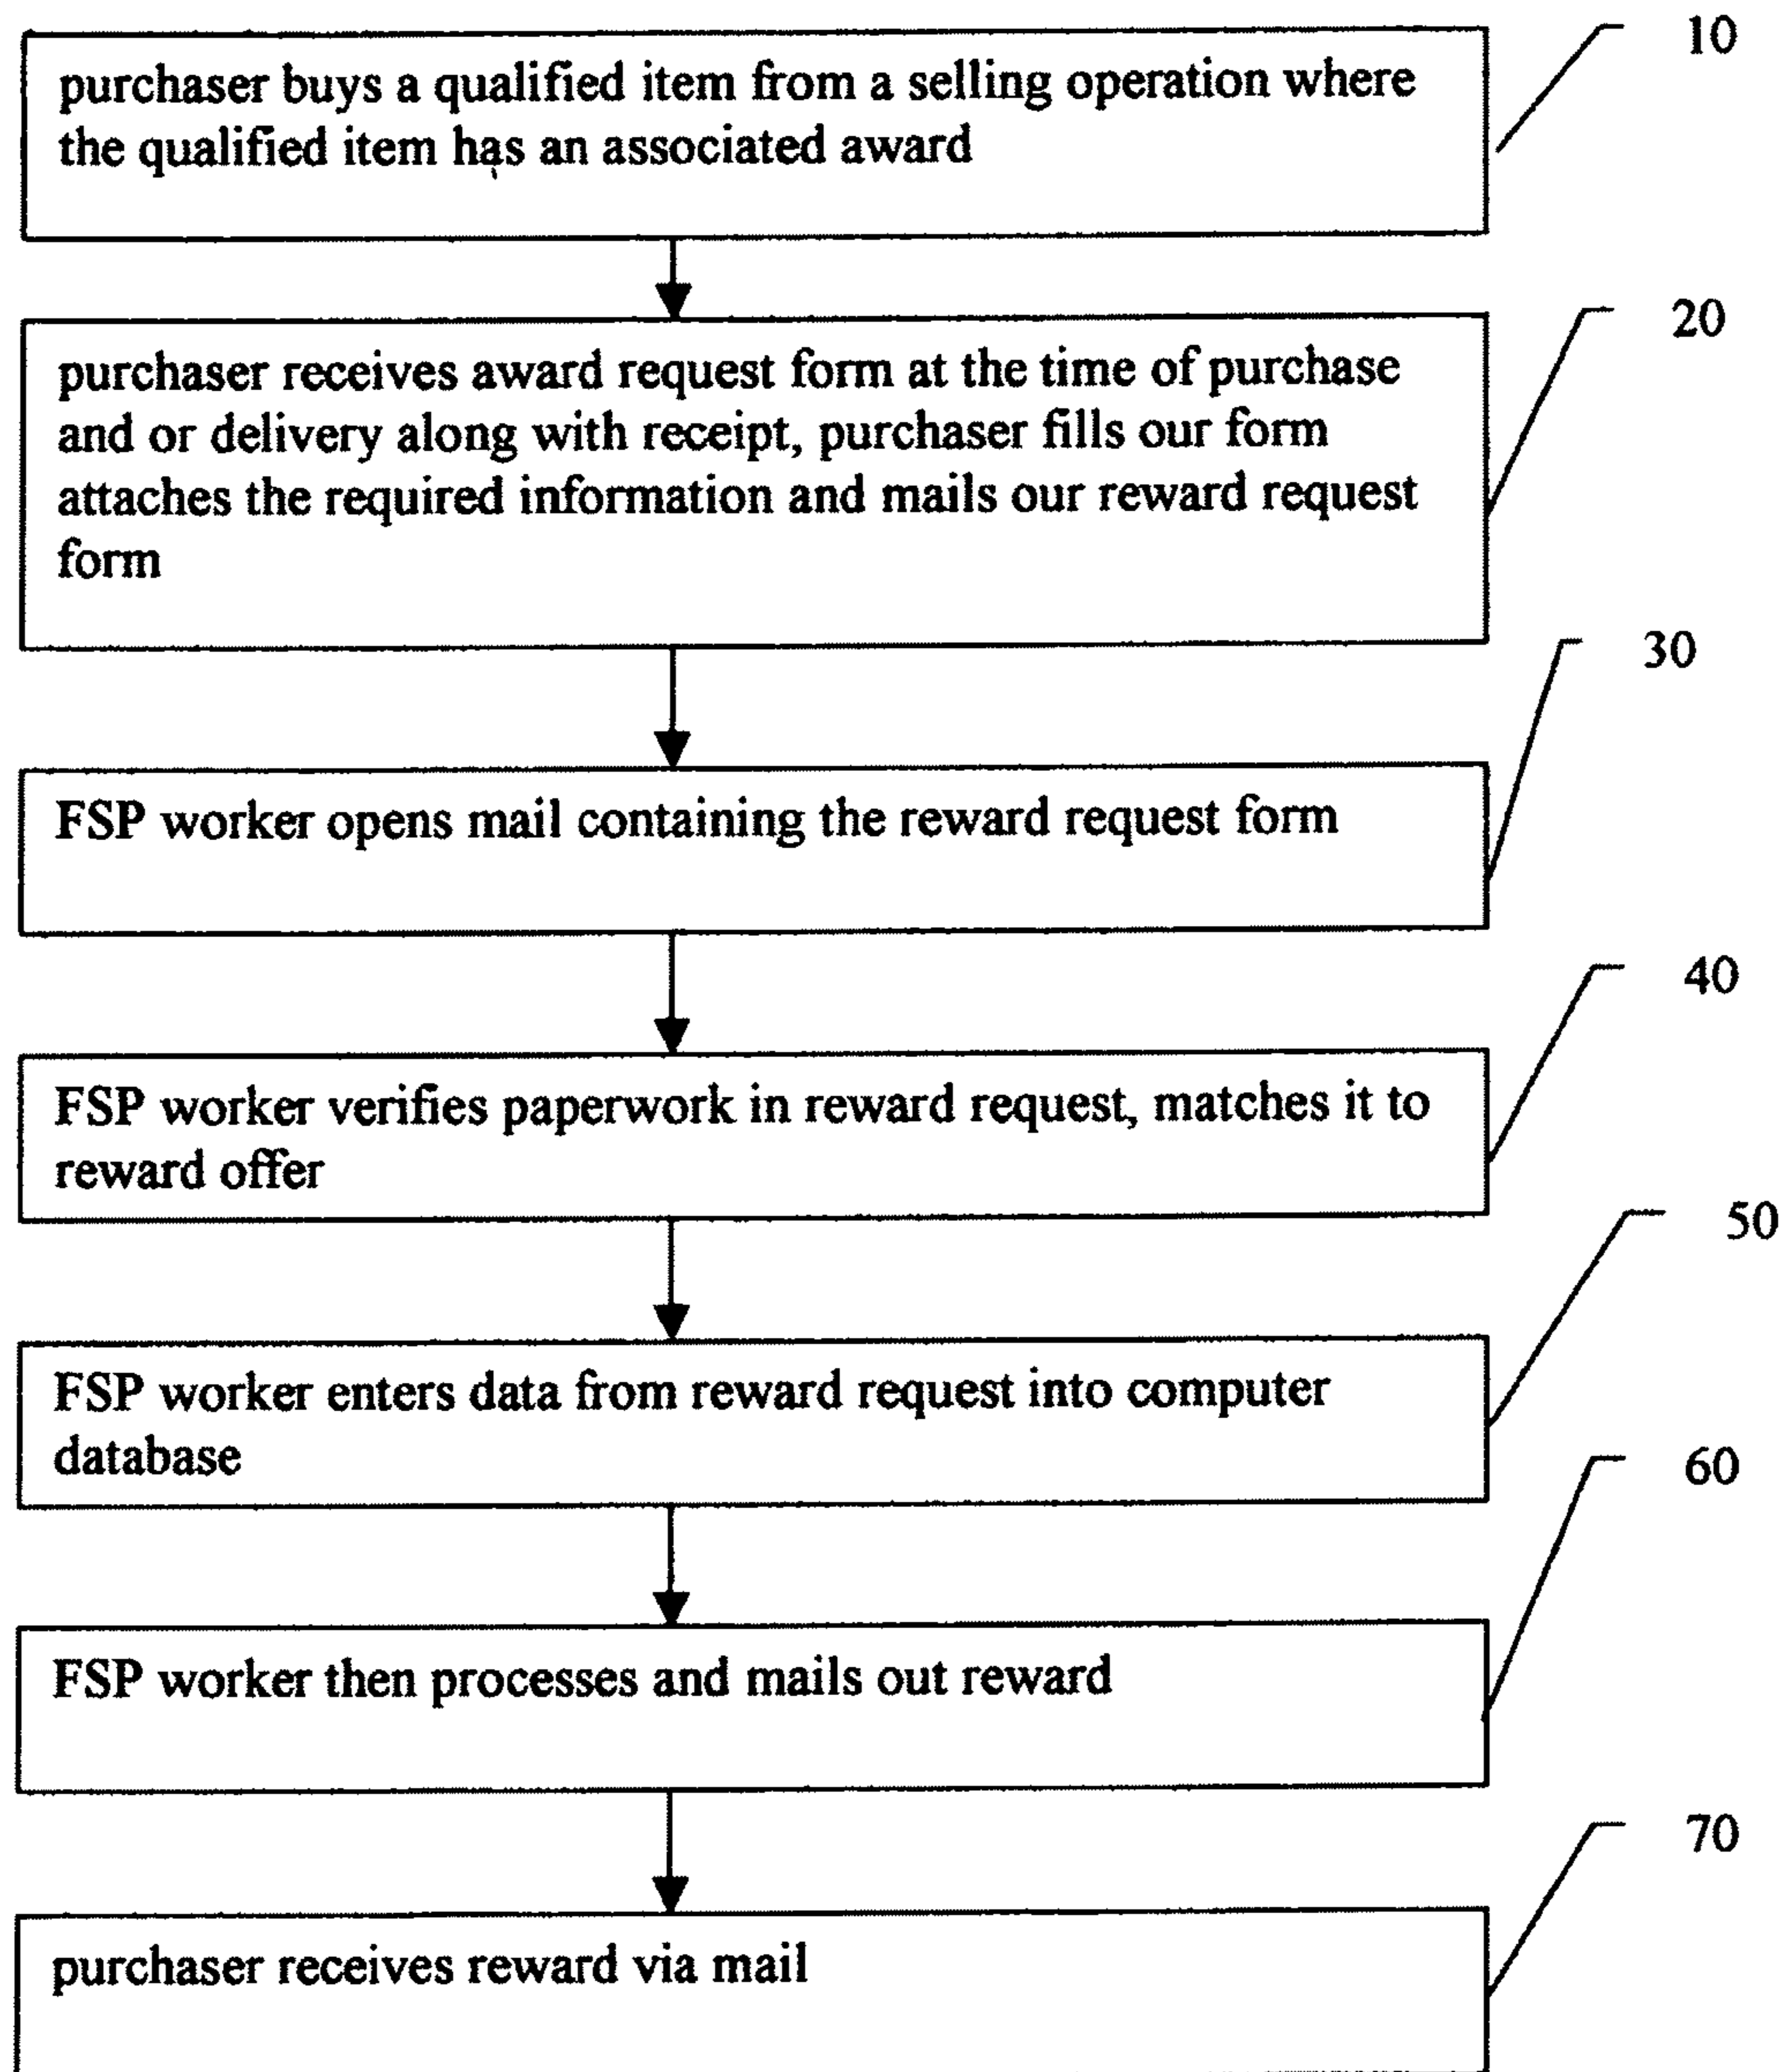 10
purchaser buys a qualified item from a selling operation where
the qualified item has an associated award
20
purchaser receives award request form at the time of purchase
and or delivery along with receipt, purchaser fills our form
attaches the required information and mails our reward request
form
30
FSP worker opens mail containing the reward request form
40
FSP worker verifies paperwork in reward request, matches it to
reward offer
50
FSP worker enters data from reward request into computer
database
60
FSP worker then processes and mails out reward
70
purchaser receives reward via mail